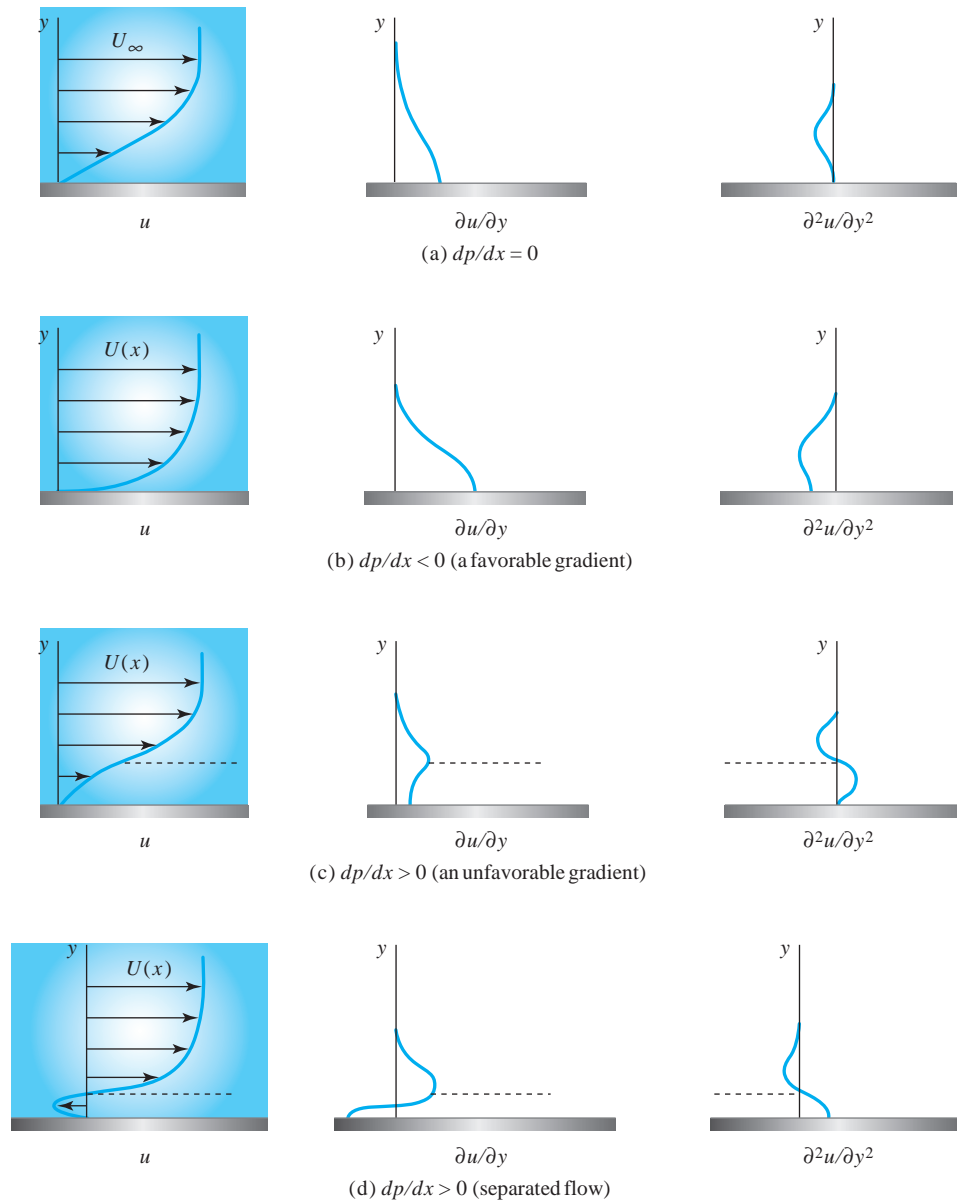 y U∞ y y
u ∂u/∂y ∂²u/∂y²
(a) dp/dx = 0
y U(x) y y
u ∂u/∂y ∂²u/∂y²
(b) dp/dx < 0 (a favorable gradient)
y U(x) y y
u ∂u/∂y ∂²u/∂y²
(c) dp/dx > 0 (an unfavorable gradient)
y U(x) y y
u ∂u/∂y ∂²u/∂y²
(d) dp/dx > 0 (separated flow)